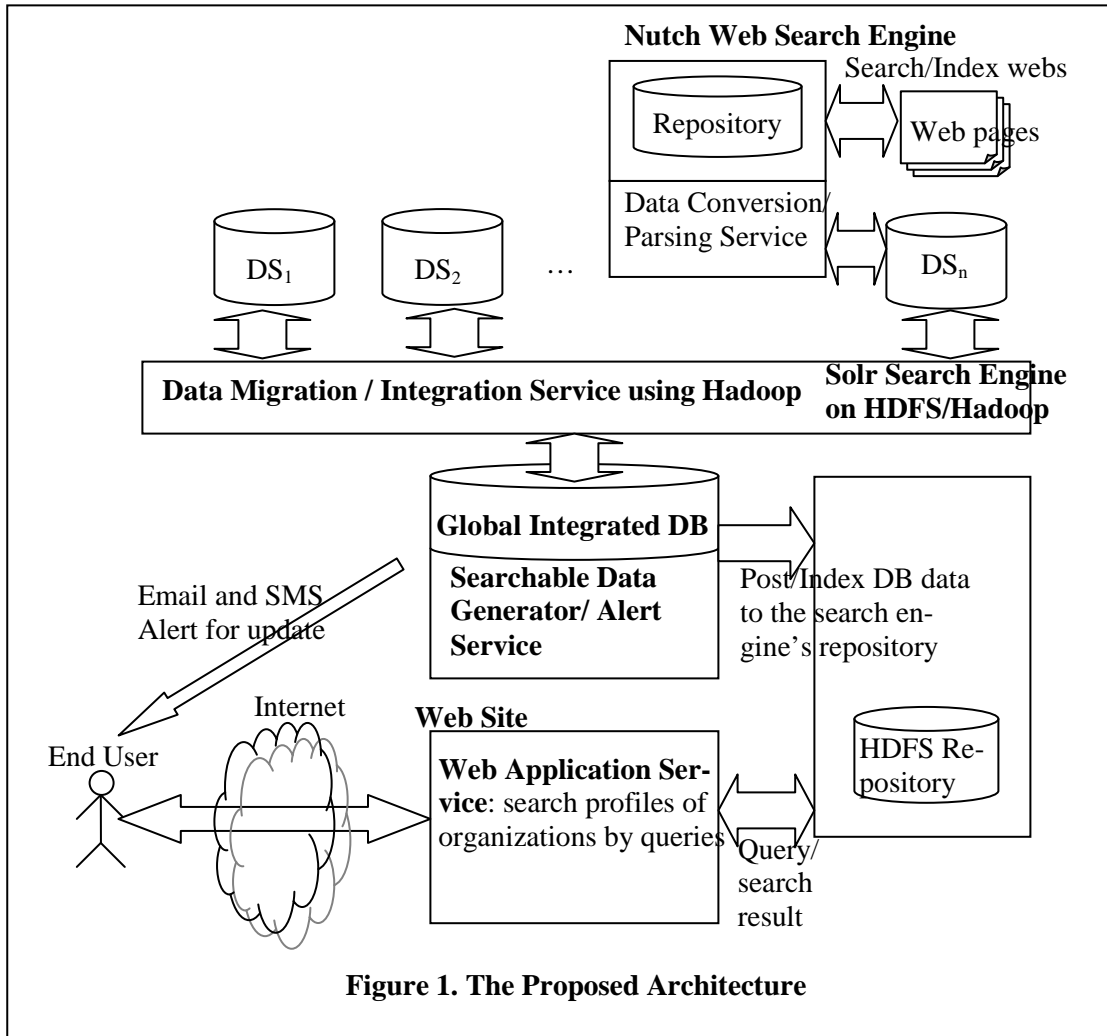 Nutch Web Search Engine
Search/Index webs
Repository
Web pages
Data Conversion/
Parsing Service
DS1
DS2
…
DSn
Data Migration / Integration Service using Hadoop
Solr Search Engine
on HDFS/Hadoop
Global Integrated DB
Searchable Data
Generator/ Alert
Service
Post/Index DB data
to the search en-
gine's repository
Email and SMS
Alert for update
Internet
End User
Web Site
Web Application Ser-
vice: search profiles of
organizations by queries
HDFS Re-
pository
Query/
search
result
Figure 1. The Proposed Architecture